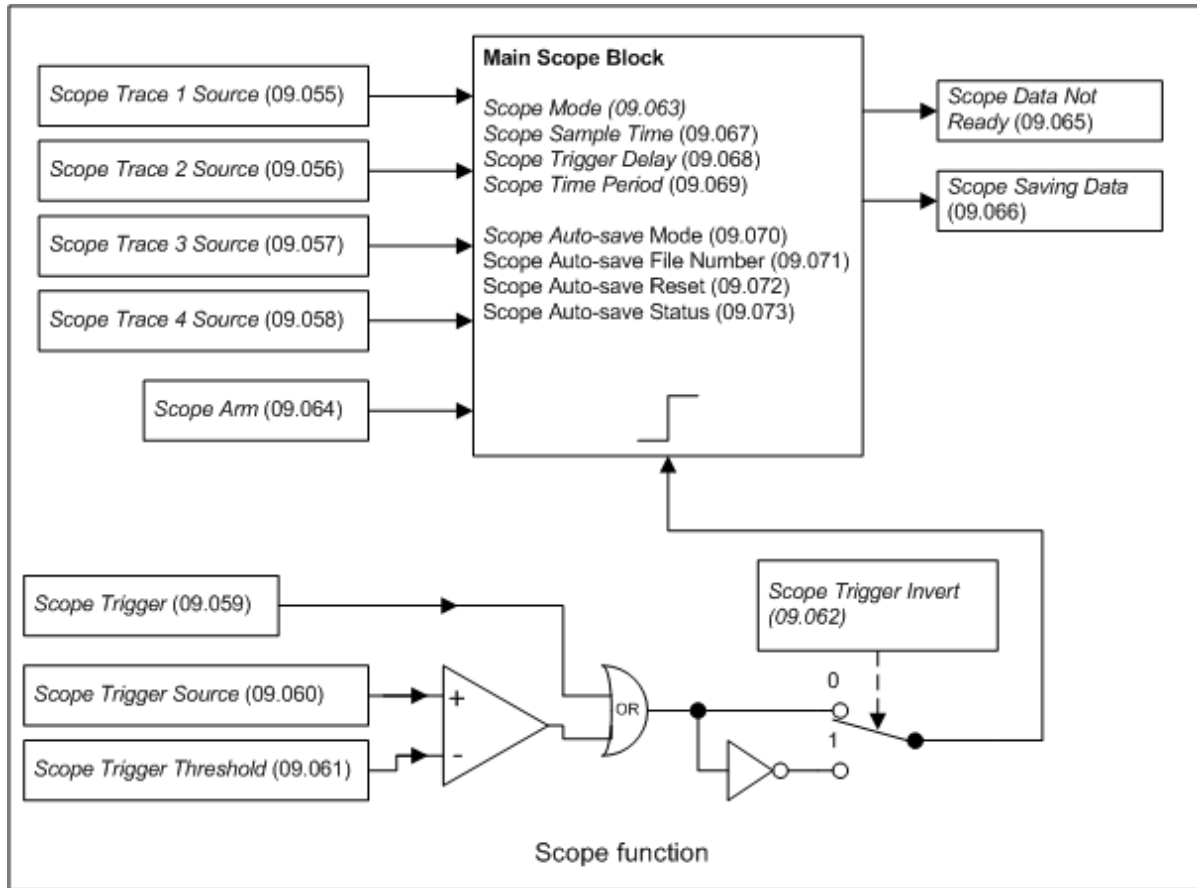 Main Scope Block
Scope Mode (09.063)
Scope Sample Time (09.067)
Scope Trigger Delay (09.068)
Scope Time Period (09.069)
Scope Auto-save Mode (09.070)
Scope Auto-save File Number (09.071)
Scope Auto-save Reset (09.072)
Scope Auto-save Status (09.073)
Scope Trace 1 Source (09.055)
Scope Trace 2 Source (09.056)
Scope Trace 3 Source (09.057)
Scope Trace 4 Source (09.058)
Scope Arm (09.064)
Scope Data Not
Ready (09.065)
Scope Saving Data
(09.066)
Scope Trigger (09.059)
Scope Trigger Source (09.060)
Scope Trigger Threshold (09.061)
+
-
OR
Scope Trigger Invert
(09.062)
0
1
Scope function